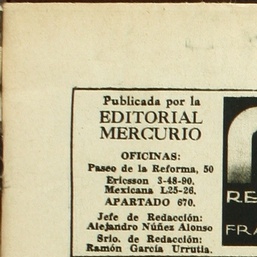 Publicada por la
EDITORIAL
MERCURIO
OFICINAS:
Paseo de la Reforma, 50
Ericsson 3-48-90.
Mexicana L25-26.
APARTADO 670.
Jefe de Redacción:
Alejandro Núñes Alonso
Srio. de Redacción:
Ramón García Urrutia.
RE
FRA